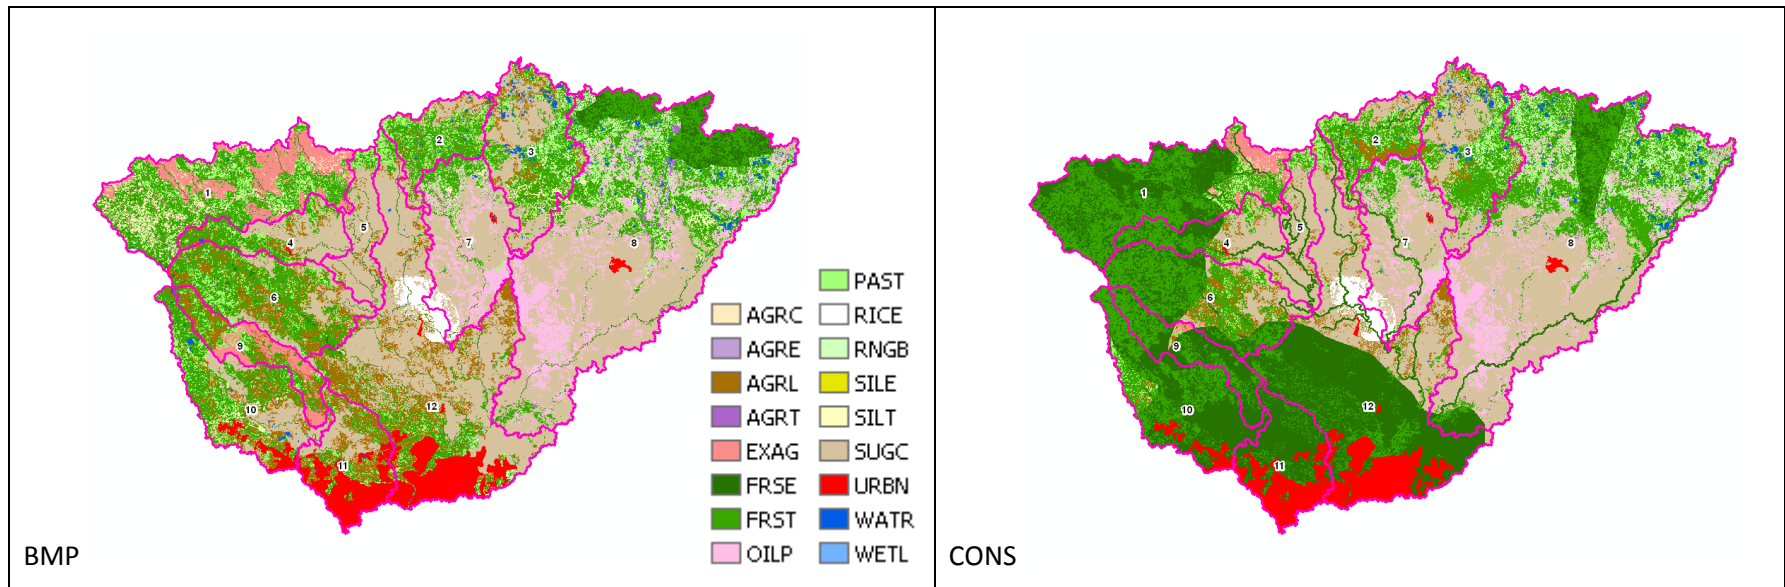 2
3
1
5
4
7
8
6
9
10
12
11
PAST
AGRC RICE
AGRE RNGB
AGRL SILE
AGRT SILT
EXAG SUGC
FRSE URBN
FRST WATR
OILP WETL
BMP
2
3
1
5
4
7
8
6
9
10
12
11
CONS